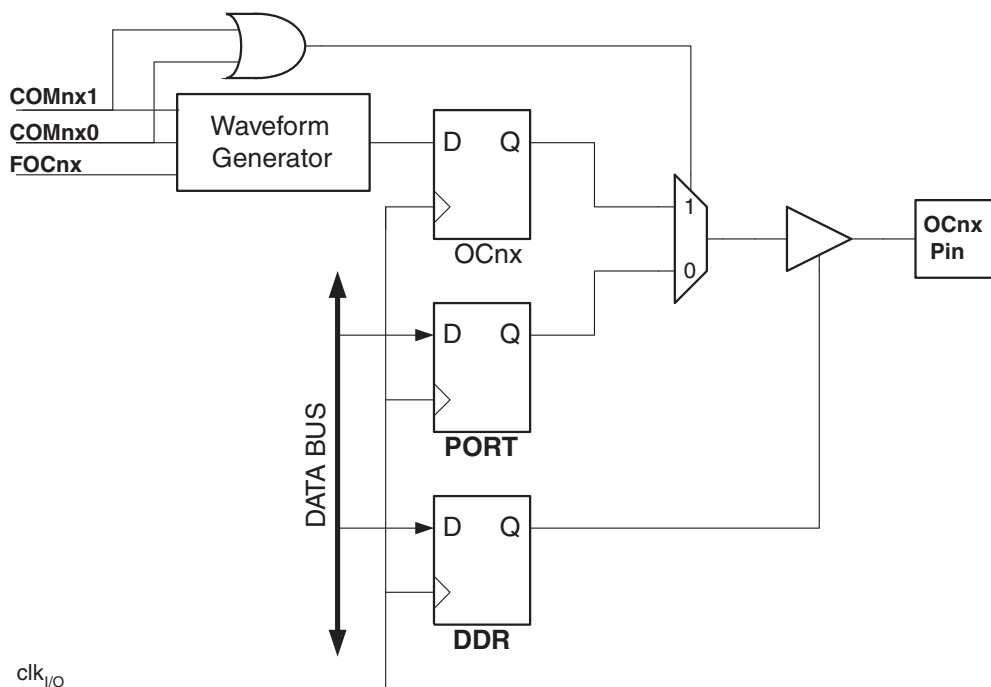 COMnx1
COMnx0
FOCnx
Waveform
Generator
D Q
OCnx
1
0
OCnx
Pin
DATA BUS
D Q
PORT
D Q
DDR
clkI/O